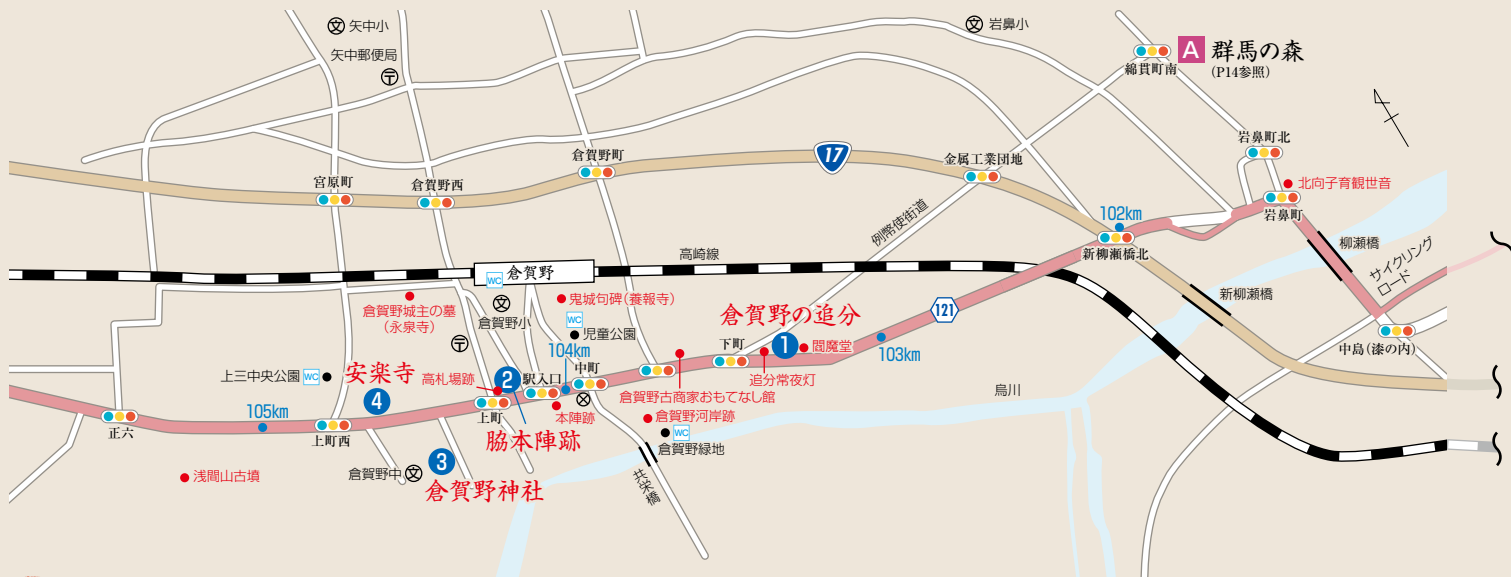 矢中小
文
矢中郵便局
文
岩鼻小
A 群馬の森
(P14参照)
綿貫町南
岩鼻町北
倉賀野町
17
金属工業団地
宮原町
倉賀野西
北向子育観世音
岩鼻町
102km
例幣使街道
新柳瀬橋北
柳瀬橋
サイクリング
ロード
高崎線
WC
倉賀野
新柳瀬橋
倉賀野城主の墓
(永泉寺)
文
倉賀野小
鬼城句碑(養報寺)
WC
児童公園
121
倉賀野の追分
1
閻魔堂
103km
中島(漆の内)
下町
追分常夜灯
104km
中町
駅入口
倉賀野古商家おもてなし館
上三中央公園
WC
安楽寺
4
高札場跡
2
上町
本陣跡
脇本陣跡
倉賀野河岸跡
WC
倉賀野緑地
烏川
正六
105km
上町西
浅間山古墳
倉賀野中
文
3
倉賀野神社
共栄橋